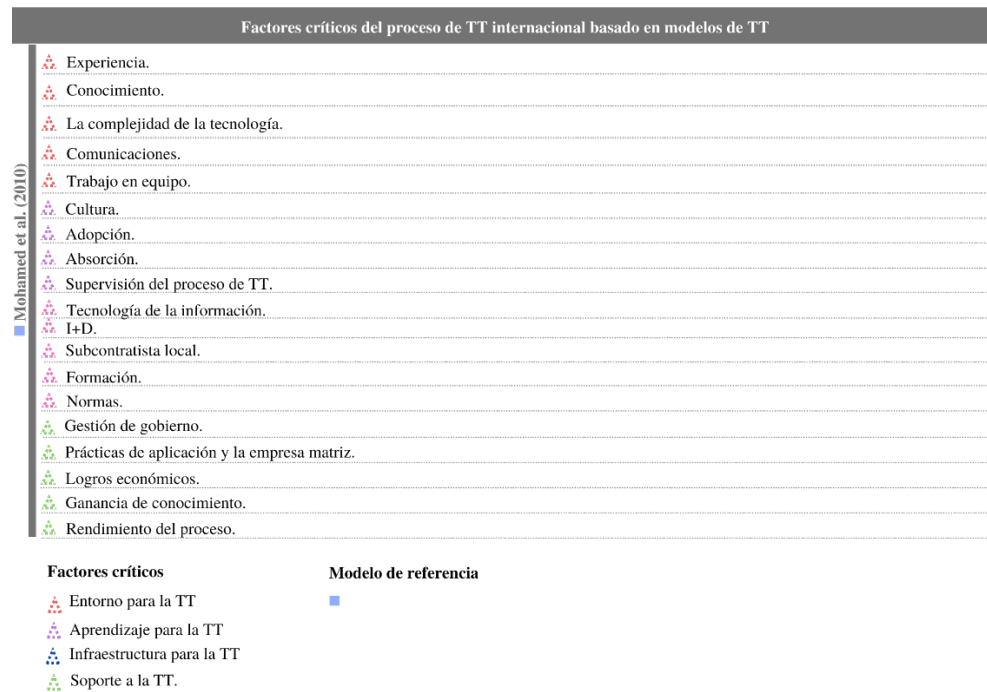 Factores críticos del proceso de TT internacional basado en modelos de TT
Mohamed et al. (2010)
Experiencia.
Conocimiento.
La complejidad de la tecnología.
Comunicaciones.
Trabajo en equipo.
Cultura.
Adopción.
Absorción.
Supervisión del proceso de TT.
Tecnología de la información.
I+D.
Subcontratista local.
Formación.
Normas.
Gestión de gobierno.
Prácticas de aplicación y la empresa matriz.
Logros económicos.
Ganancia de conocimiento.
Rendimiento del proceso.
Factores críticos
Entorno para la TT
Aprendizaje para la TT
Infraestructura para la TT
Soporte a la TT.
Modelo de referencia